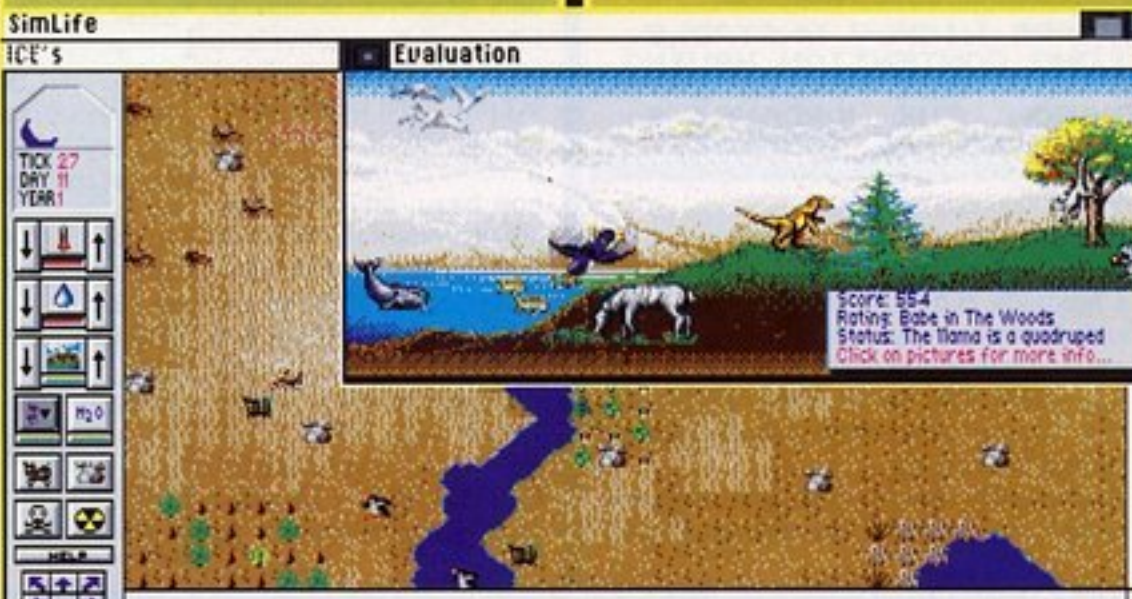 SimLife
ICE's
Evaluation
TICK 27
DAY 11
YEAR 1
H2O
HELP
Score: 554
Rating: Babe in The Woods
Status: The llama is a quadruped
Click on pictures for more info...